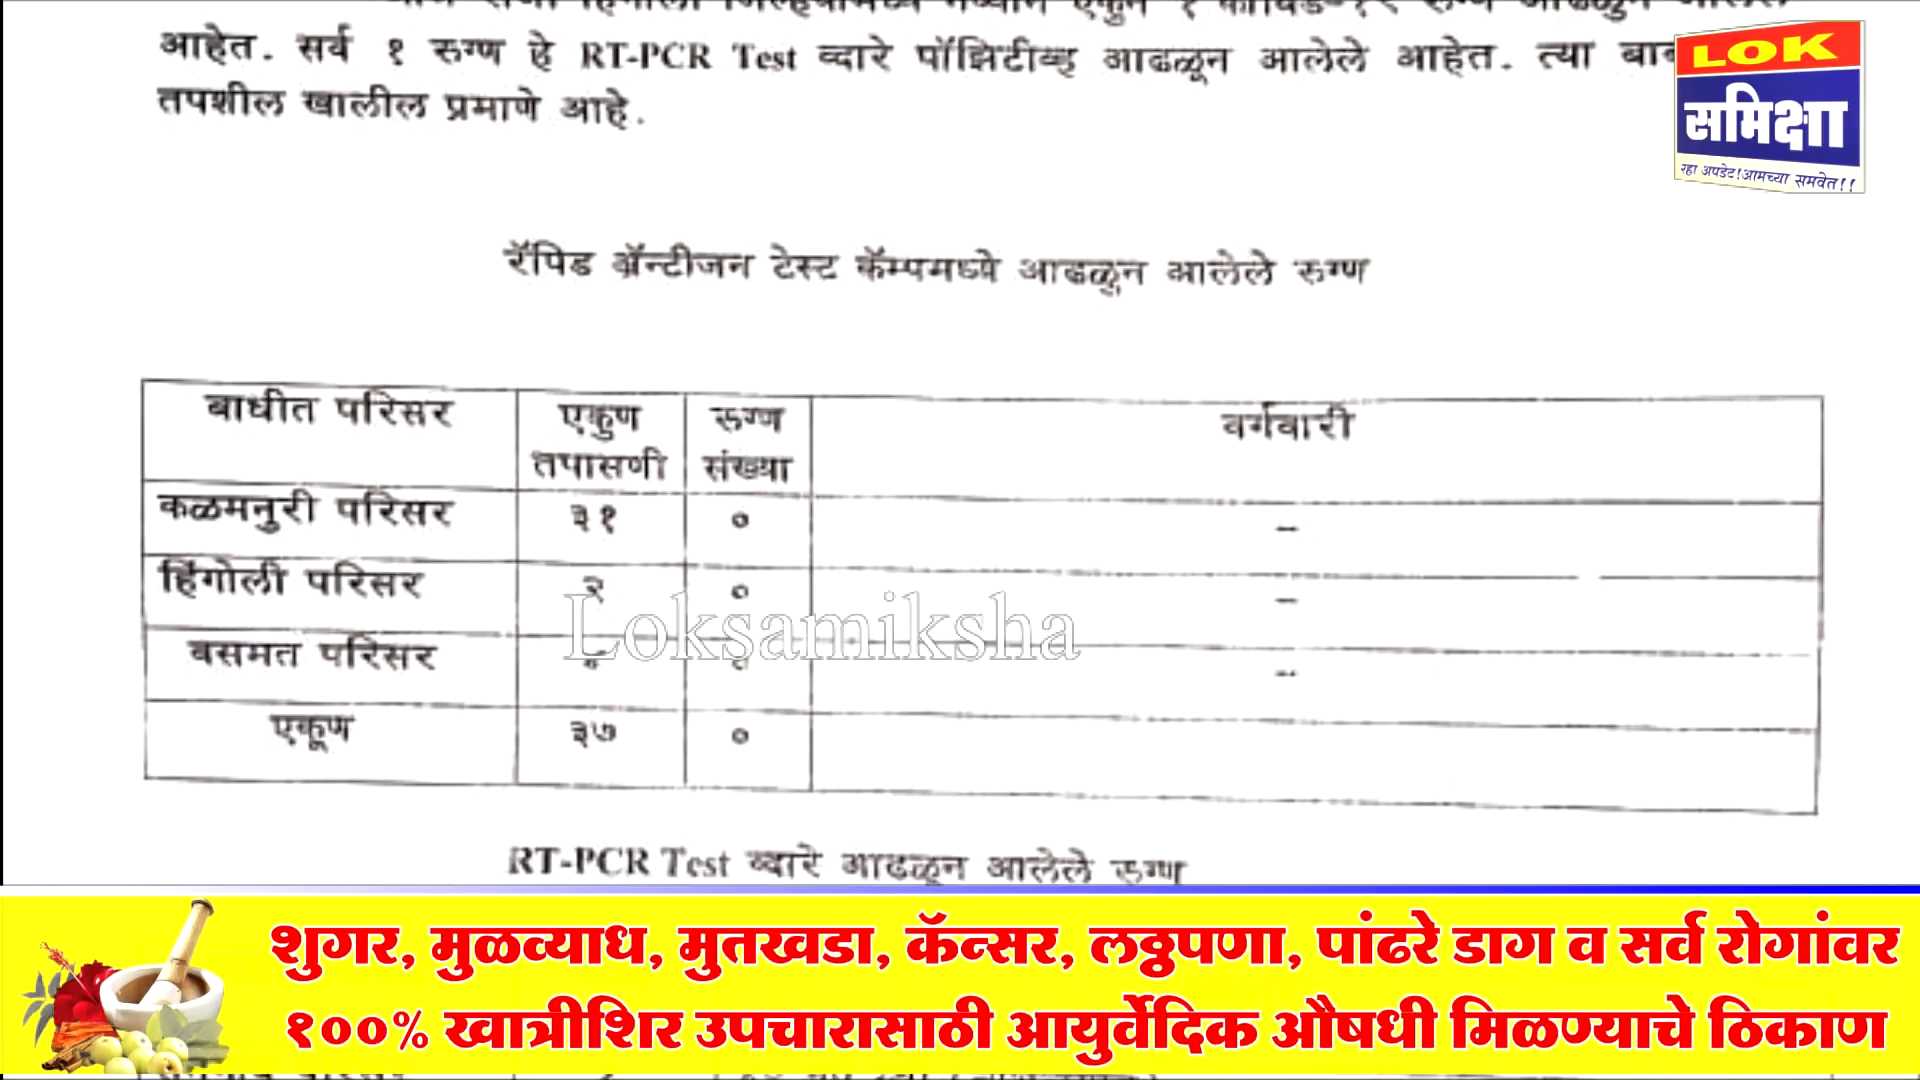 आहेत. सर्व १ रुग्ण हे RT-PCR Test व्दारे पॉझिटीव्ह आढळून आलेले आहेत. त्या
तपशील खालील प्रमाणे आहे.
LOK
समिक्षा
रहा अपडेट!आमच्या समवेत!!
रॅपिड ॲन्टीजन टेस्ट कॅम्पमध्ये आढळुन आलेले रुग्ण
बाधीत परिसर एकुण तपासणी रुग्ण संख्या वर्गवारी
कळमनुरी परिसर ३१ ० –
हिंगोली परिसर २ ० –
वसमत परिसर –
एकूण ३७ ०
Loksamiksha
RT-PCR Test व्दारे आढळून आलेले रुग्ण
शुगर, मुळव्याध, मुतखडा, कॅन्सर, लठ्ठपणा, पांढरे डाग व सर्व रोगांवर
१००% खात्रीशिर उपचारासाठी आयुर्वेदिक औषधी मिळण्याचे ठिकाण